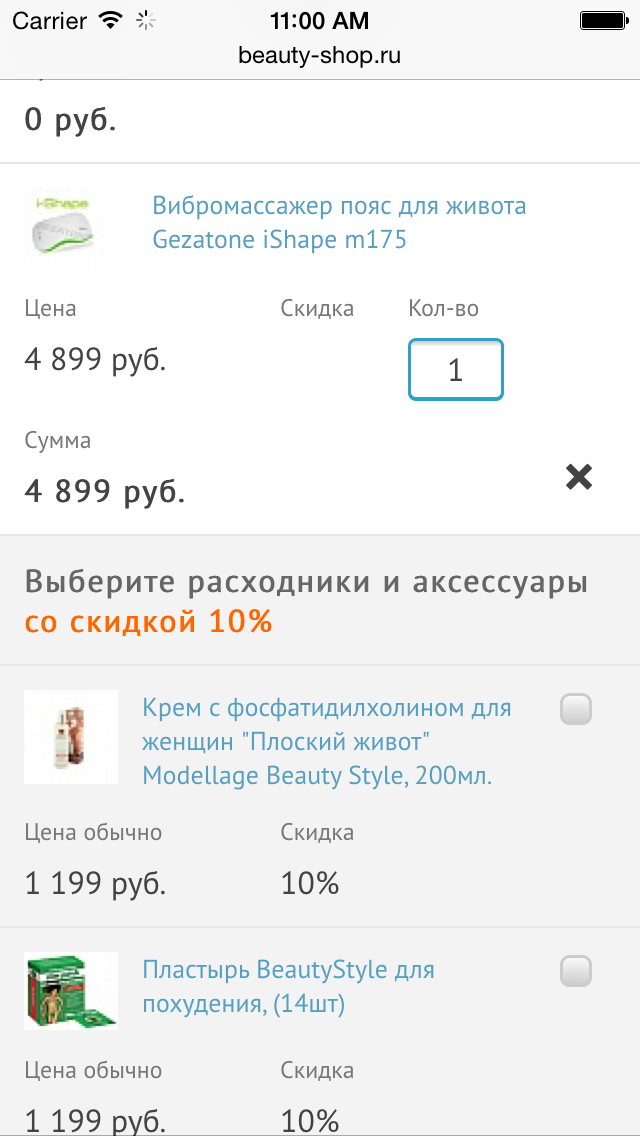 Carrier 11:00 AM
beauty-shop.ru
0 руб.
i-Shape
Вибромассажер пояс для живота
Gezatone iShape m175
Цена Скидка Кол-во
4 899 руб. 1
Сумма
4 899 руб.
Выберите расходники и аксессуары
со скидкой 10%
Крем с фосфатидилхолином для
женщин "Плоский живот"
Modellage Beauty Style, 200мл.
Цена обычно Скидка
1 199 руб. 10%
Пластырь BeautyStyle для
похудения, (14шт)
Цена обычно Скидка
1 199 руб. 10%